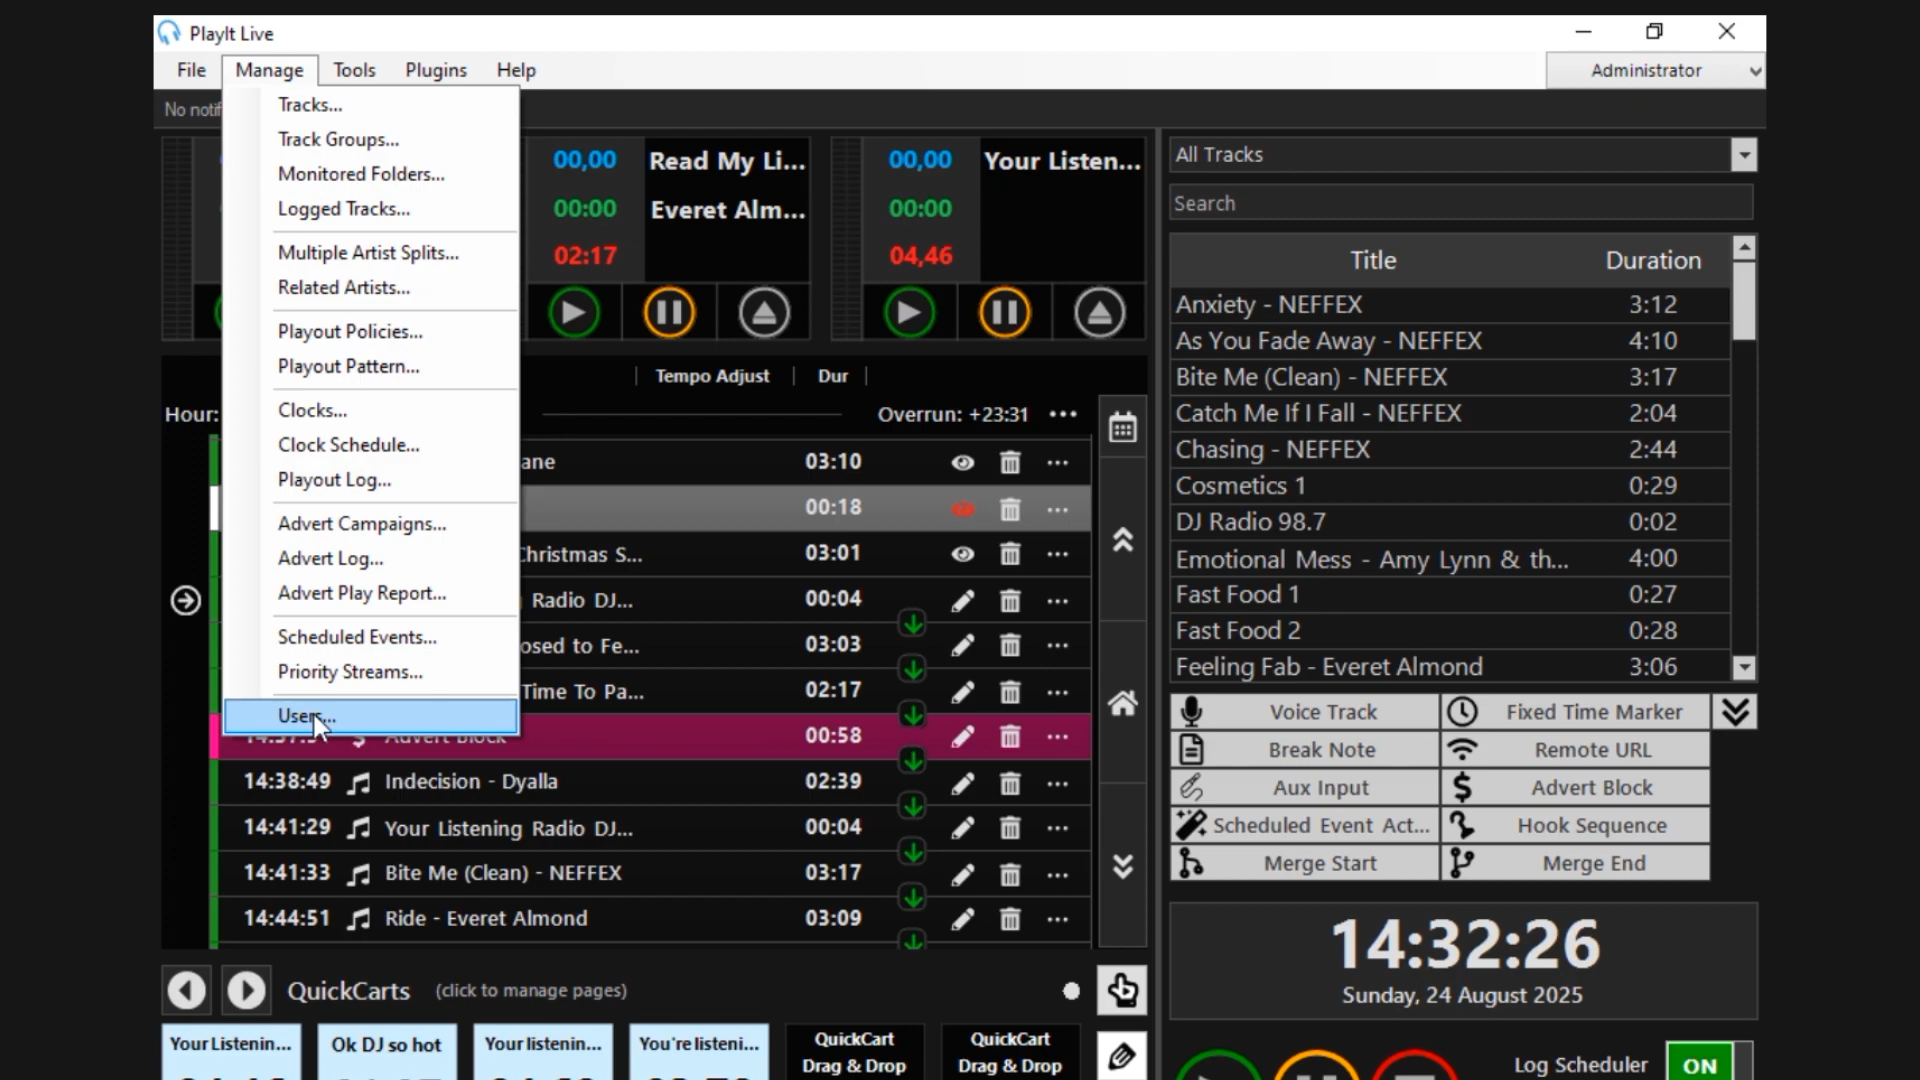 PlayIt Live
File Manage Tools Plugins Help
Administrator
No notif
Tracks...
Track Groups...
Monitored Folders...
Logged Tracks...
Multiple Artist Splits...
Related Artists...
Playout Policies...
Playout Pattern...
Clocks...
Clock Schedule...
Playout Log...
Advert Campaigns...
Advert Log...
Advert Play Report...
Scheduled Events...
Priority Streams...
Users...
00,00 Read My Li...
00:00 Everet Alm...
02:17
00,00 Your Listen...
00:00
04,46
Tempo Adjust Dur
Hour: Overrun: +23:31 ...
ane 03:10
00:18
Christmas S... 03:01
Radio DJ... 00:04
osed to Fe... 03:03
Time To Pa... 02:17
Advert Block 00:58
14:38:49 Indecision - Dyalla 02:39
14:41:29 Your Listening Radio DJ... 00:04
14:41:33 Bite Me (Clean) - NEFFEX 03:17
14:44:51 Ride - Everet Almond 03:09
QuickCarts (click to manage pages)
Your Listenin...
Ok DJ so hot
Your listenin...
You're listeni...
QuickCart
Drag & Drop
QuickCart
Drag & Drop
All Tracks
Search
Title Duration
Anxiety - NEFFEX 3:12
As You Fade Away - NEFFEX 4:10
Bite Me (Clean) - NEFFEX 3:17
Catch Me If I Fall - NEFFEX 2:04
Chasing - NEFFEX 2:44
Cosmetics 1 0:29
DJ Radio 98.7 0:02
Emotional Mess - Amy Lynn & th... 4:00
Fast Food 1 0:27
Fast Food 2 0:28
Feeling Fab - Everet Almond 3:06
Voice Track Fixed Time Marker
Break Note Remote URL
Aux Input Advert Block
Scheduled Event Act... Hook Sequence
Merge Start Merge End
14:32:26
Sunday, 24 August 2025
Log Scheduler ON